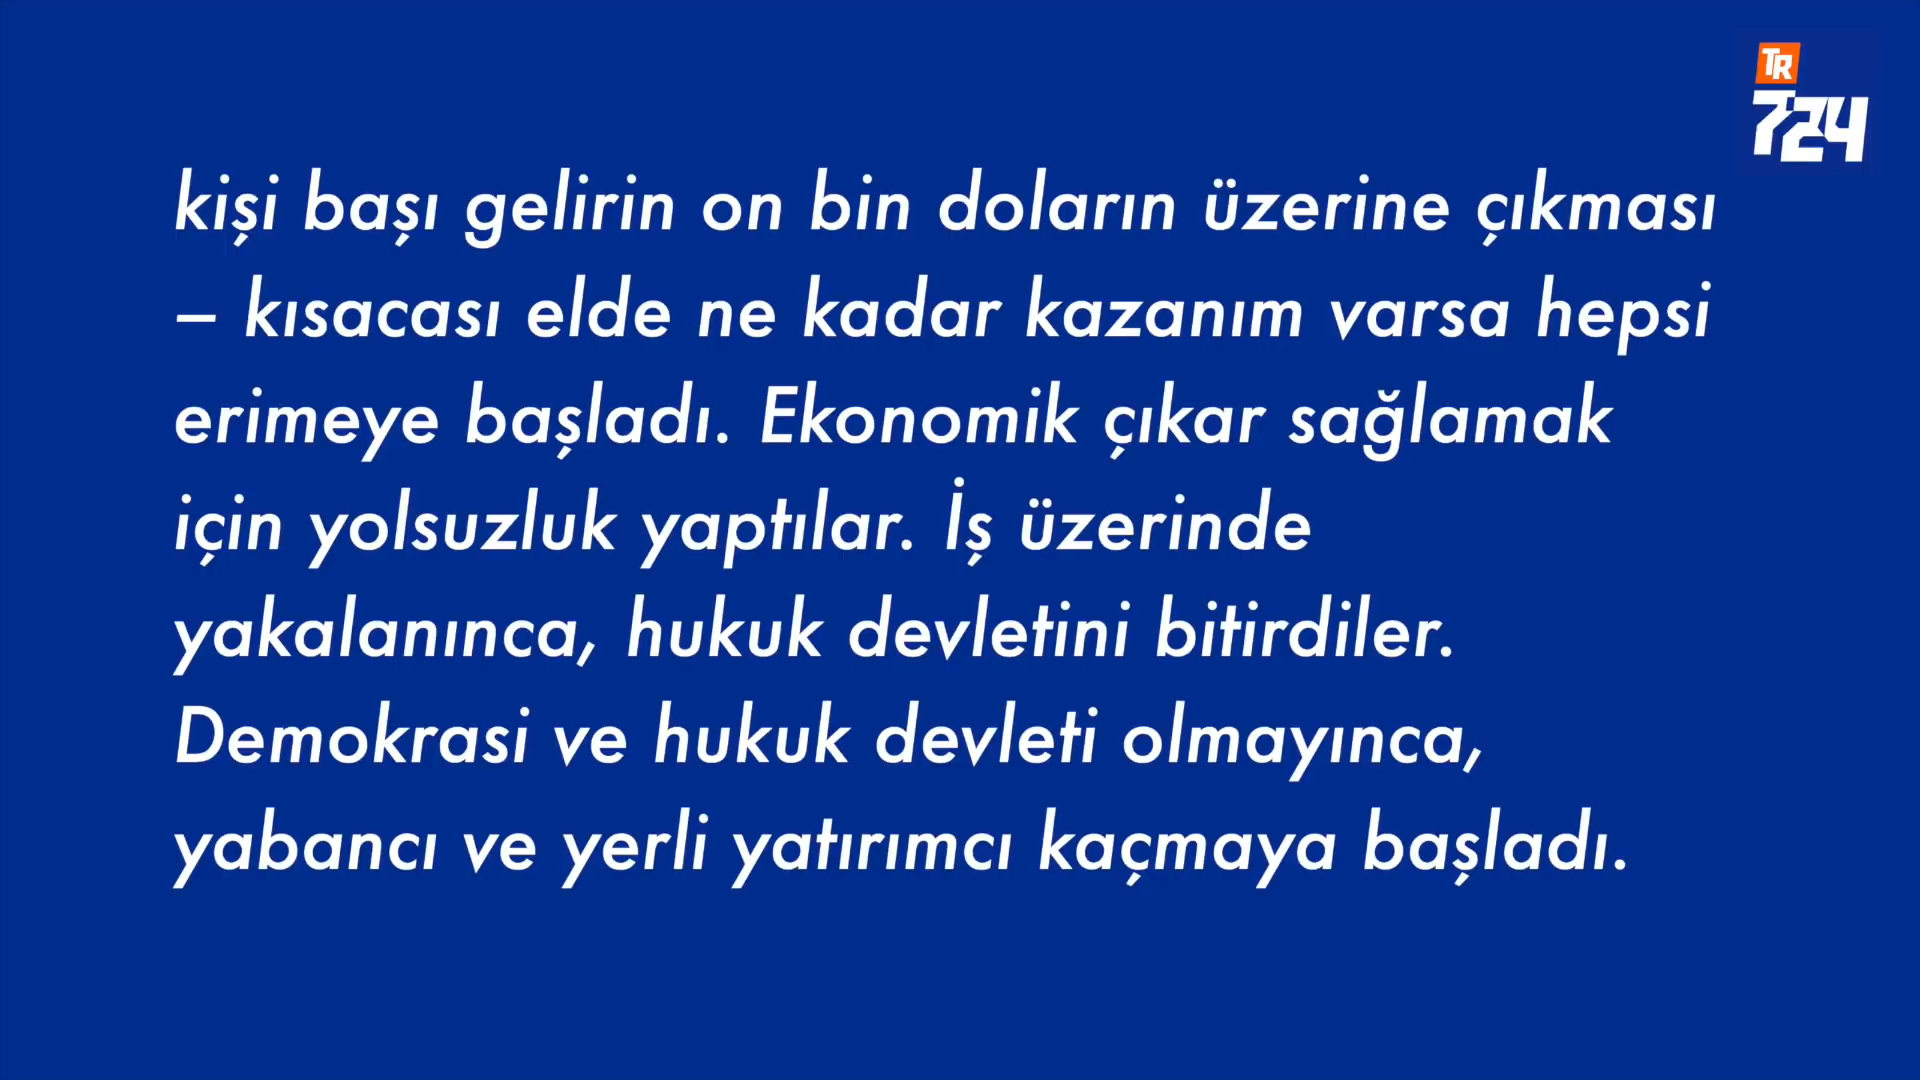 TR
724
kişi başı gelirin on bin doların üzerine çıkması
– kısacası elde ne kadar kazanım varsa hepsi
erimeye başladı. Ekonomik çıkar sağlamak
için yolsuzluk yaptılar. İş üzerinde
yakalanınca, hukuk devletini bitirdiler.
Demokrasi ve hukuk devleti olmayınca,
yabancı ve yerli yatırımcı kaçmaya başladı.